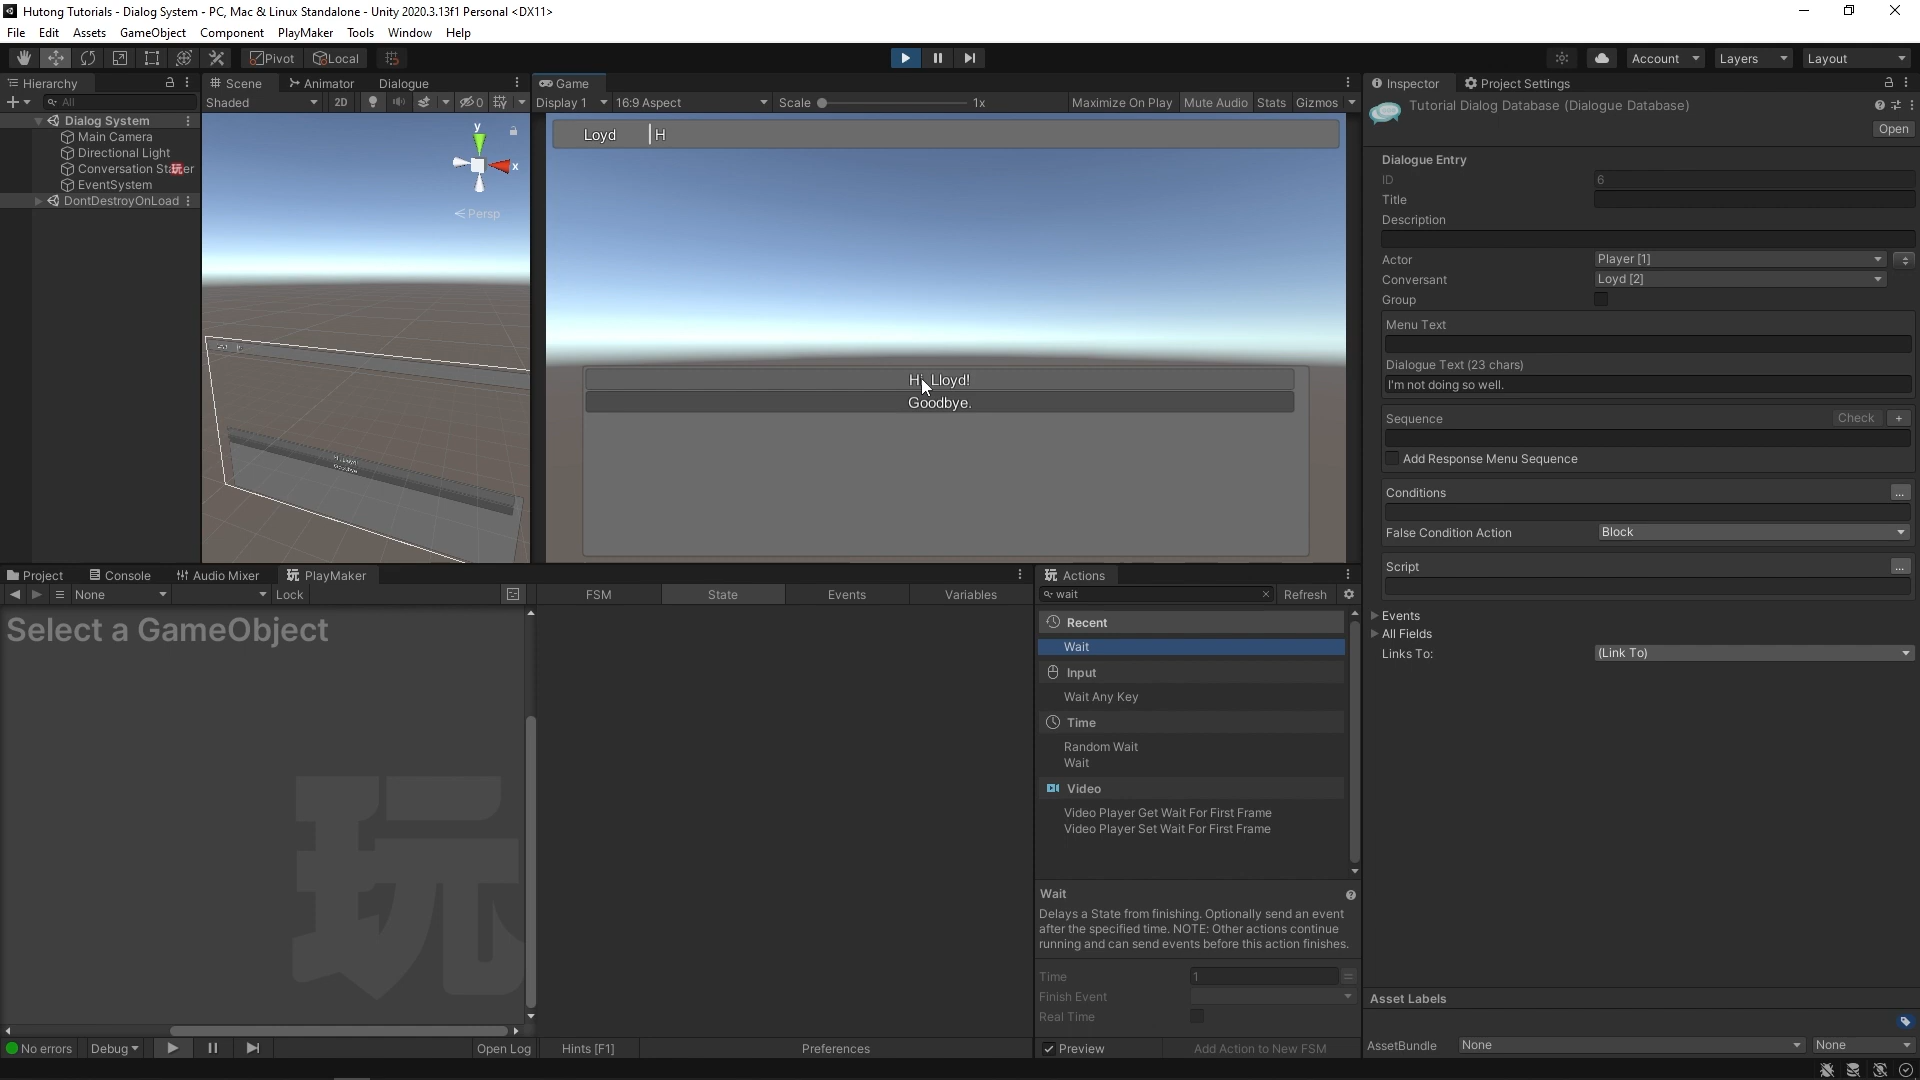 Hutong Tutorials - Dialog System - PC, Mac & Linux Standalone - Unity 2020.3.13f1 Personal <DX11>
File Edit Assets GameObject Component PlayMaker Tools Window Help
Pivot Local Account Layers Layout
Hierarchy
All
Dialog System
Main Camera
Directional Light
EventSystem
DontDestroyOnLoad
Scene Animator Dialogue
Shaded 2D 0
y
x
Persp
Game
Display 1 16:9 Aspect Scale 1x Maximize On Play Mute Audio Stats Gizmos
Loyd H
Hi, Lloyd!
Goodbye.
Inspector Project Settings
Tutorial Dialog Database (Dialogue Database)
Open
Dialogue Entry
ID 6
Title
Description
Actor Player [1]
Conversant Loyd [2]
Group
Menu Text
Dialogue Text (23 chars)
I'm not doing so well.
Sequence Check +
Add Response Menu Sequence
Conditions ...
False Condition Action Block
Script ...
Events
All Fields
Links To: (Link To)
Asset Labels
AssetBundle None None
Project Console Audio Mixer 玩 PlayMaker
None Lock FSM State Events Variables
Select a GameObject
玩
No errors Debug Open Log Hints [F1] Preferences
玩 Actions
wait Refresh
Recent
Wait
Input
Wait Any Key
Time
Random Wait
Wait
Video
Video Player Get Wait For First Frame
Video Player Set Wait For First Frame
Wait
Delays a State from finishing. Optionally send an event
after the specified time. NOTE: Other actions continue
running and can send events before this action finishes.
Time 1
Finish Event
Real Time
Preview Add Action to New FSM